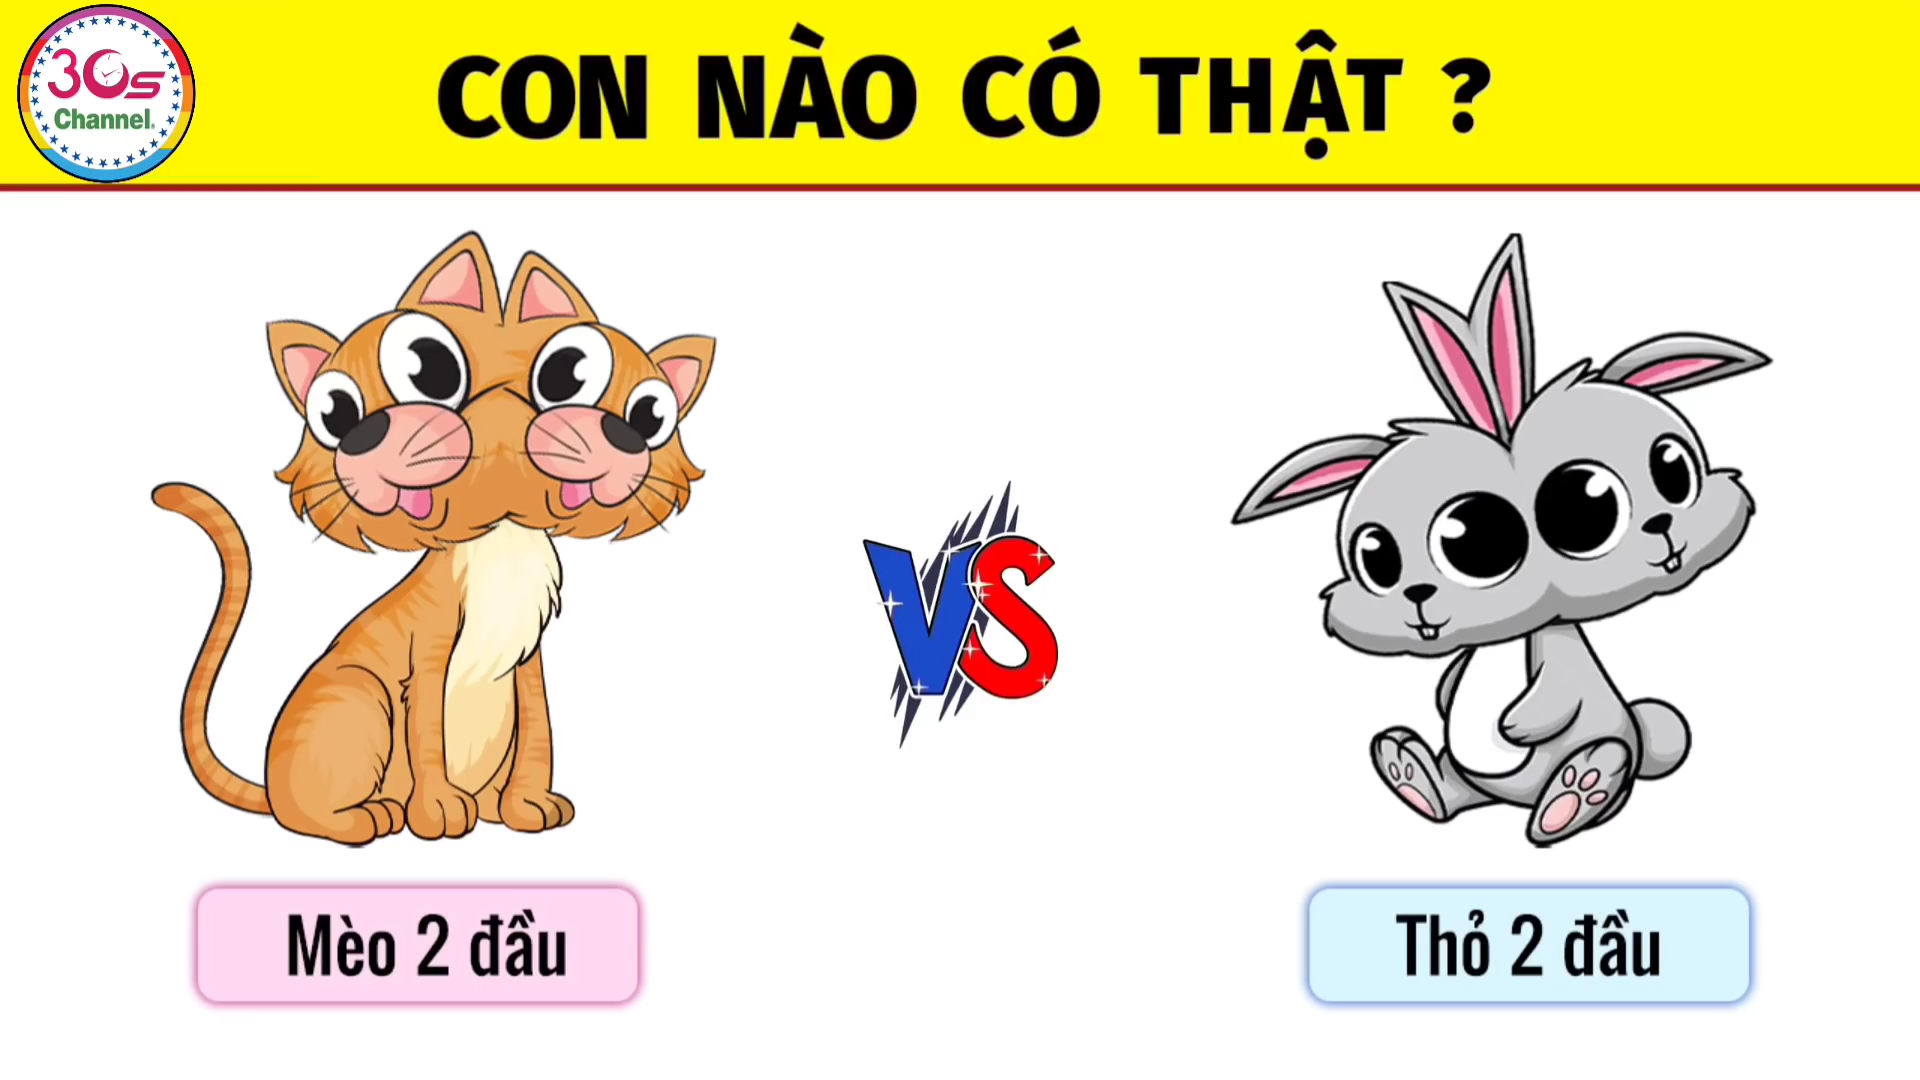 30s
Channel.
CON NÀO CÓ THẬT ?
VS
Mèo 2 đầu
Thỏ 2 đầu